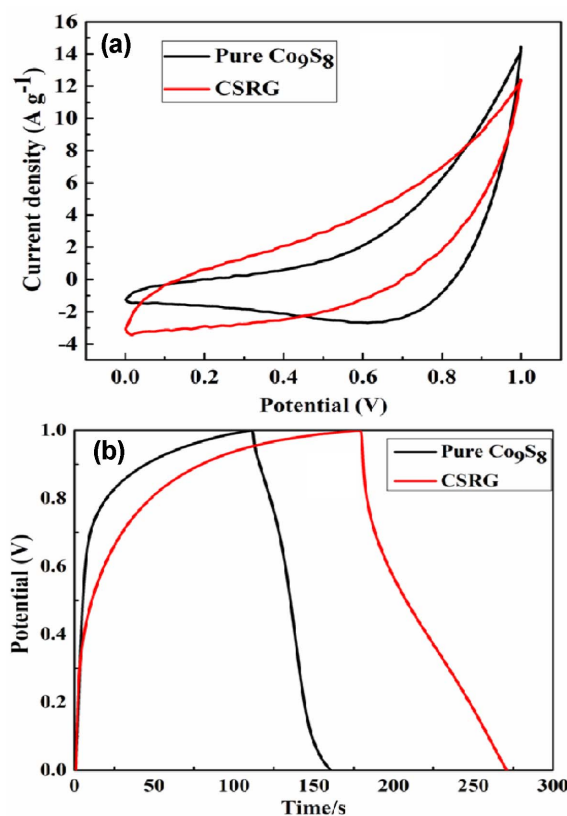 (a)
Pure Co9S8
CSRG
Current density (A g-1)
16
14
12
10
8
6
4
2
0
-2
-4
0.0 0.2 0.4 0.6 0.8 1.0
Potential (V)
(b)
Pure Co9S8
CSRG
Potential (V)
1.0
0.8
0.6
0.4
0.2
0.0
0 50 100 150 200 250 300
Time/s